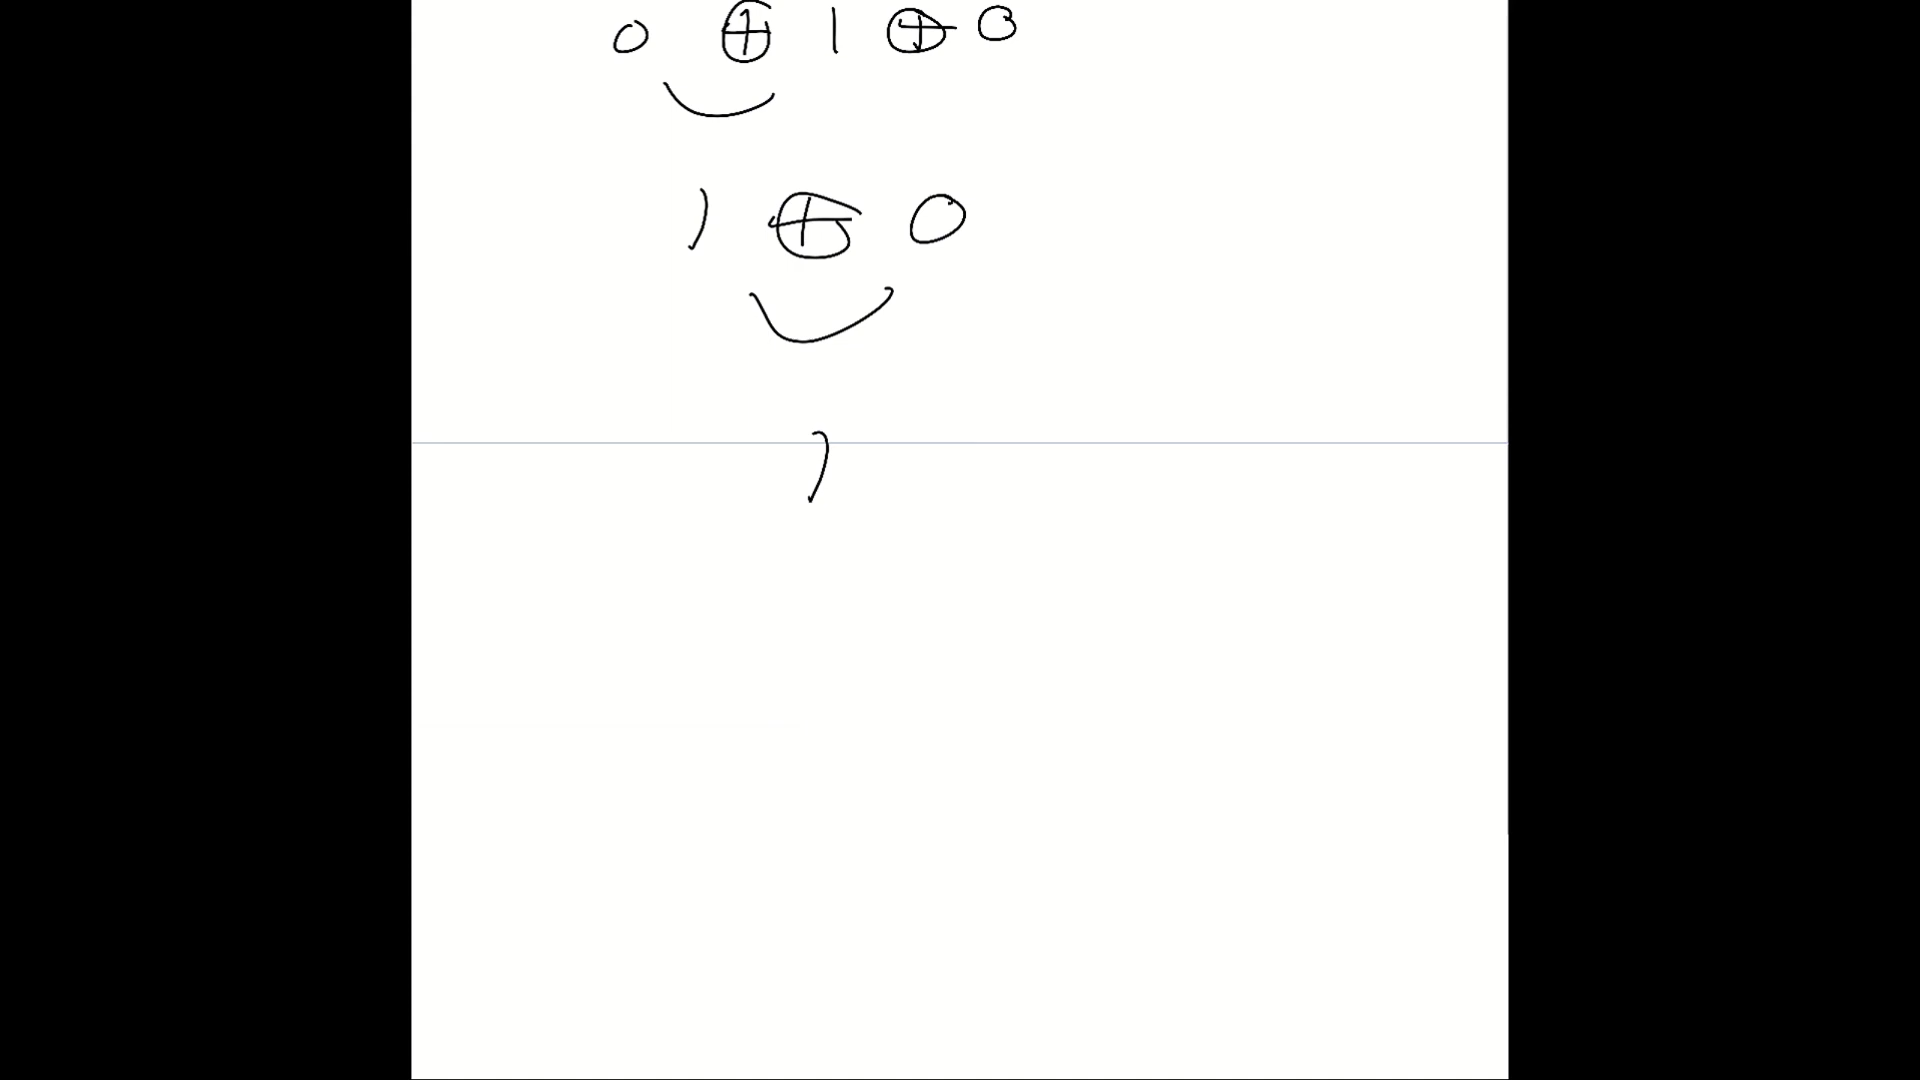 0 ⊕ 1 ⊕ 0
1 ⊕ 0
1